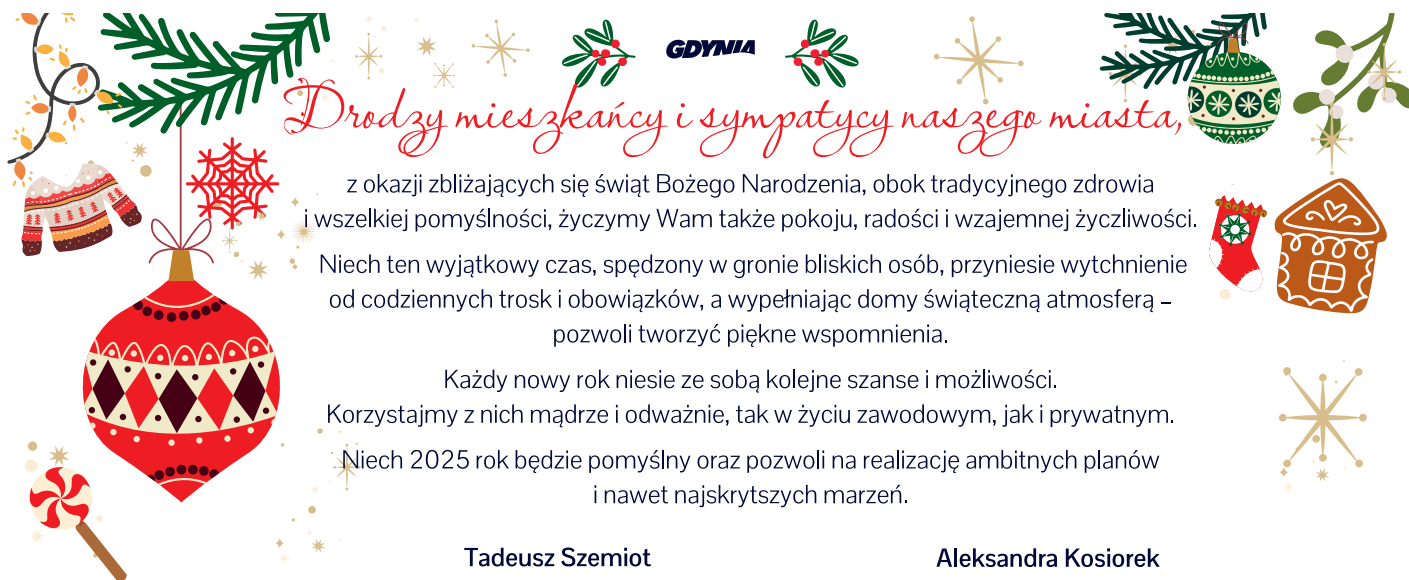 GDYNIA
Drodzy mieszkańcy i sympatycy naszego miasta,
z okazji zbliżających się świąt Bożego Narodzenia, obok tradycyjnego zdrowia
i wszelkiej pomyślności, życzymy Wam także pokoju, radości i wzajemnej życzliwości.
Niech ten wyjątkowy czas, spędzony w gronie bliskich osób, przyniesie wytchnienie
od codziennych trosk i obowiązków, a wypełniając domy świąteczną atmosferą –
pozwoli tworzyć piękne wspomnienia.
Każdy nowy rok niesie ze sobą kolejne szanse i możliwości.
Korzystajmy z nich mądrze i odważnie, tak w życiu zawodowym, jak i prywatnym.
Niech 2025 rok będzie pomyślny oraz pozwoli na realizację ambitnych planów
i nawet najskrytszych marzeń.
Tadeusz Szemiot Aleksandra Kosiorek